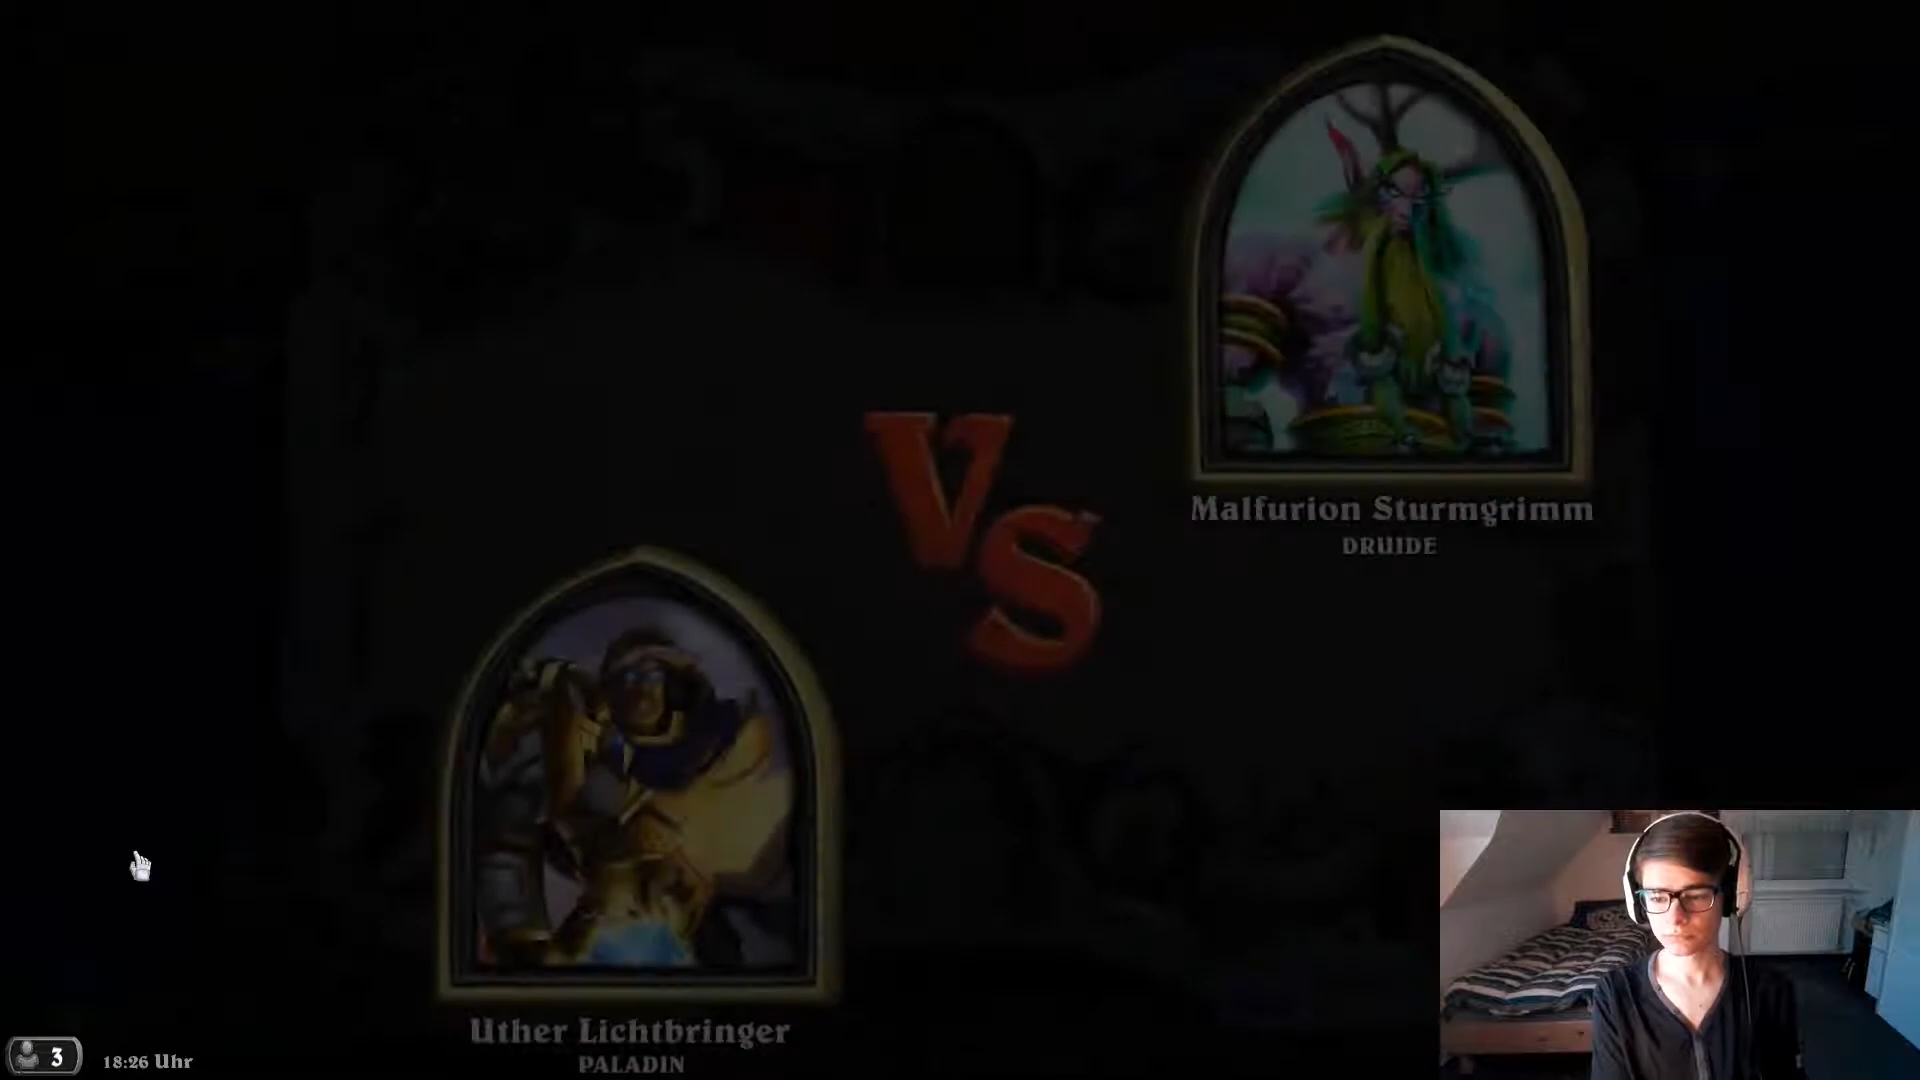 VS
Malfurion Sturmgrimm
DRUIDE
Uther Lichtbringer
PALADIN
3
18:26 Uhr